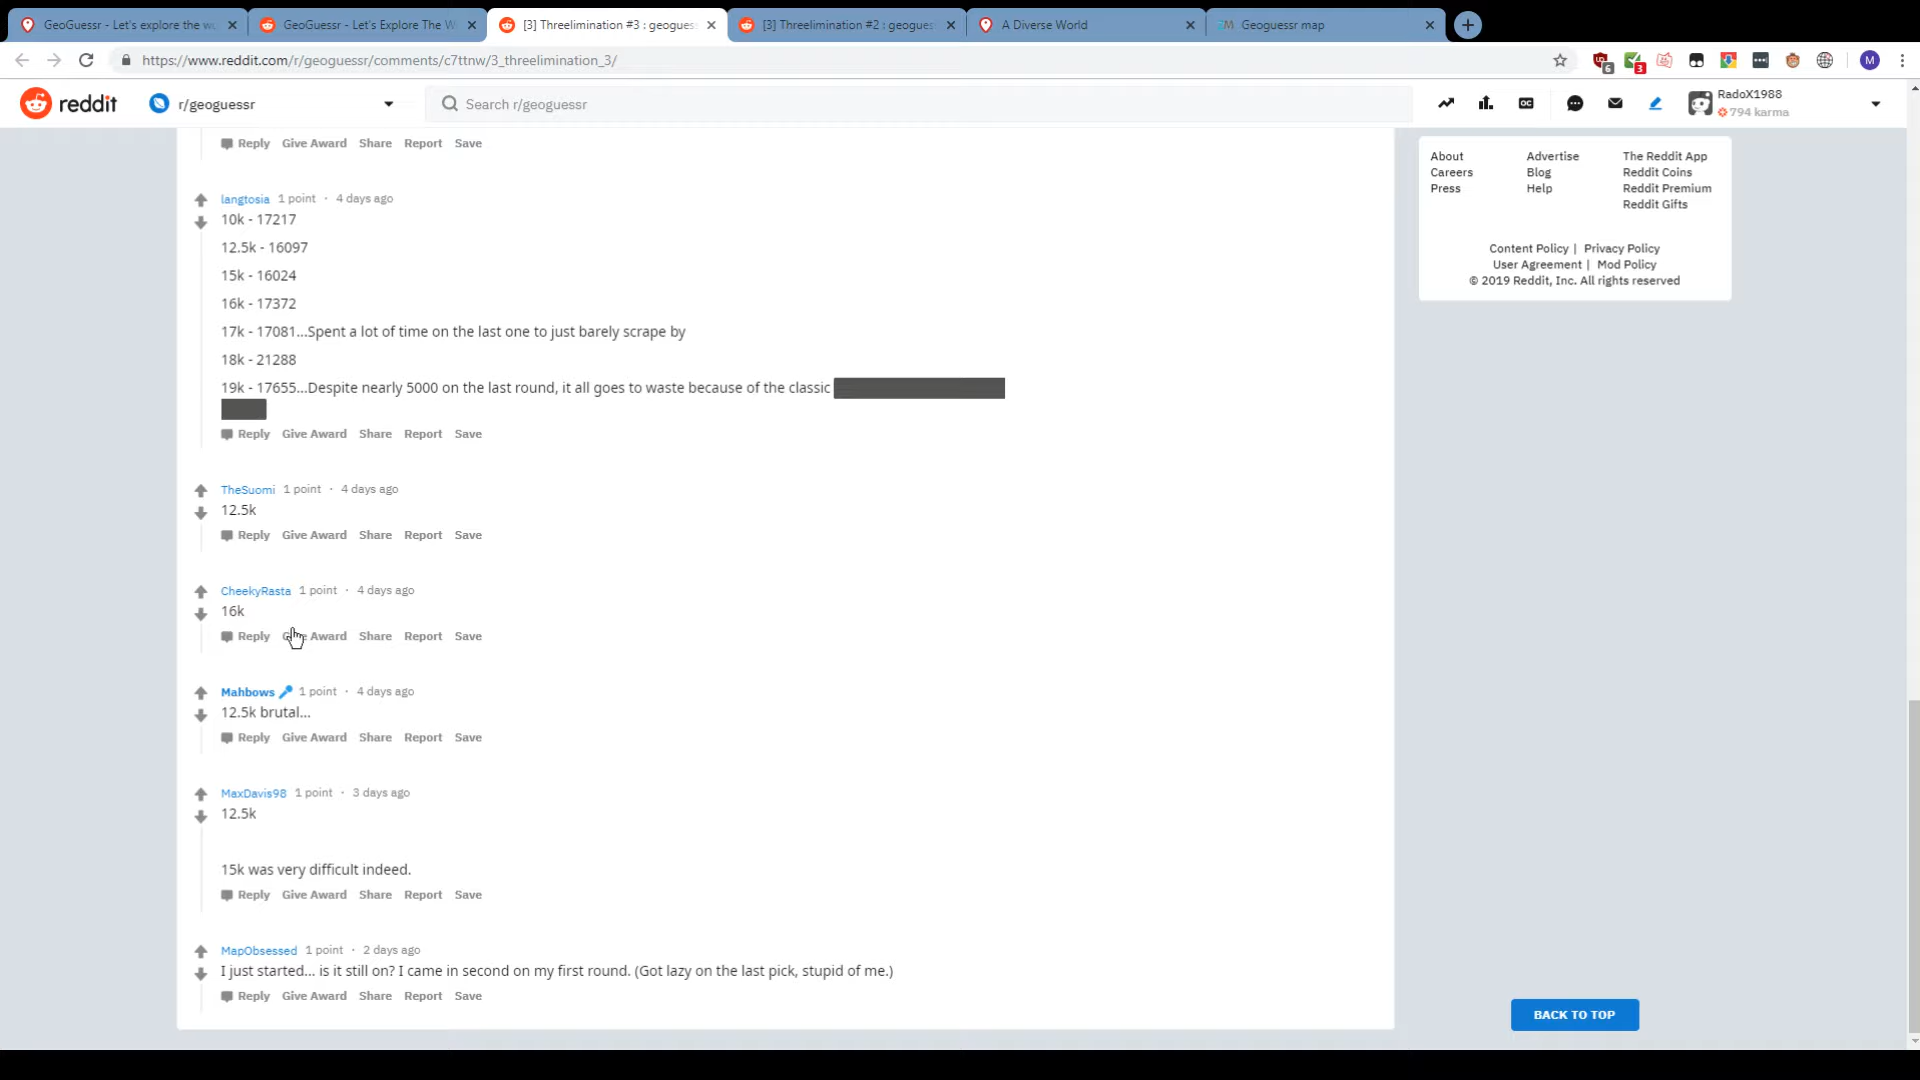 GeoGuessr - Let's explore the wo
GeoGuessr - Let's Explore The W
[3] Threelimination #3 : geogues
[3] Threelimination #2 : geogues
A Diverse World
Geoguessr map
https://www.reddit.com/r/geoguessr/comments/c7ttnw/3_threelimination_3/
6
3
M
reddit
r/geoguessr
Search r/geoguessr
OC
RadoX1988
794 karma
Reply Give Award Share Report Save
langtosia 1 point · 4 days ago
10k - 17217
12.5k - 16097
15k - 16024
16k - 17372
17k - 17081...Spent a lot of time on the last one to just barely scrape by
18k - 21288
19k - 17655...Despite nearly 5000 on the last round, it all goes to waste because of the classic
Reply Give Award Share Report Save
TheSuomi 1 point · 4 days ago
12.5k
Reply Give Award Share Report Save
CheekyRasta 1 point · 4 days ago
16k
Reply Give Award Share Report Save
Mahbows 1 point · 4 days ago
12.5k brutal...
Reply Give Award Share Report Save
MaxDavis98 1 point · 3 days ago
12.5k
15k was very difficult indeed.
Reply Give Award Share Report Save
MapObsessed 1 point · 2 days ago
I just started... is it still on? I came in second on my first round. (Got lazy on the last pick, stupid of me.)
Reply Give Award Share Report Save
About Advertise The Reddit App
Careers Blog Reddit Coins
Press Help Reddit Premium
Reddit Gifts
Content Policy | Privacy Policy
User Agreement | Mod Policy
© 2019 Reddit, Inc. All rights reserved
BACK TO TOP